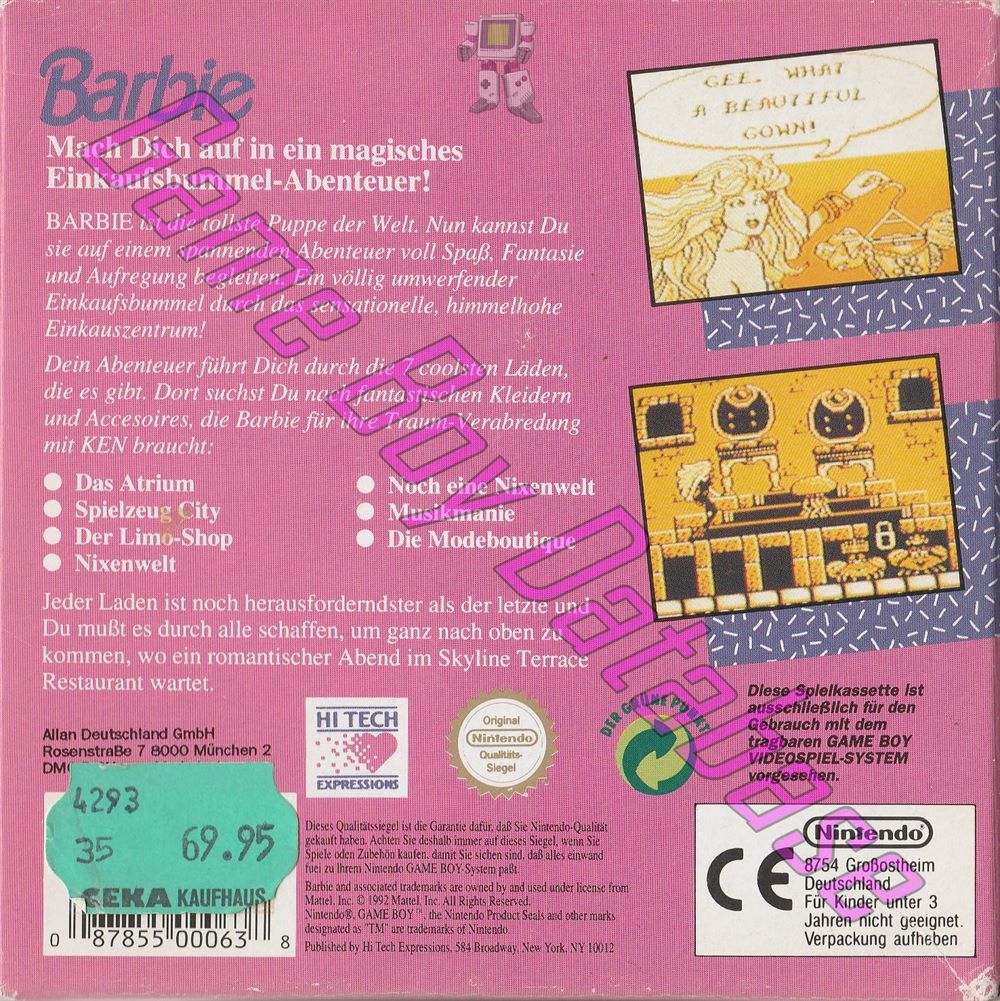 Barbie
Mach Dich auf in ein magisches
Einkaufsbummel-Abenteuer!
BARBIE ist die tollste Puppe der Welt. Nun kannst Du
sie auf einem spannenden Abenteuer voll Spaß, Fantasie
und Aufregung begleiten. Ein völlig umwerfender
Einkaufsbummel durch das sensationelle, himmelhohe
Einkauszentrum!
Dein Abenteuer führt Dich durch die 7 coolsten Läden,
die es gibt. Dort suchst Du nach fantastischen Kleidern
und Accesoires, die Barbie für ihre Traum-Verabredung
mit KEN braucht:
Das Atrium
Spielzeug City
Der Limo-Shop
Nixenwelt
Noch eine Nixenwelt
Musikmanie
Die Modeboutique
Jeder Laden ist noch herausforderndster als der letzte und
Du mußt es durch alle schaffen, um ganz nach oben zu
kommen, wo ein romantischer Abend im Skyline Terrace
Restaurant wartet.
GEE. WHAT
A BEAUTIFUL
GOWN!
8
Allan Deutschland GmbH
Rosenstraße 7 8000 München 2
HI TECH
EXPRESSIONS
Original
Nintendo
Qualitäts-
Siegel
DER GRÜNE PUNKT
Diese Spielkassette ist
ausschließlich für den
Gebrauch mit dem
tragbaren GAME BOY
VIDEOSPIEL-SYSTEM
vorgesehen.
4293
35 69.95
GEKA KAUFHAUS
0 87855 00063 8
Dieses Qualitätssiegel ist die Garantie dafür, daß Sie Nintendo-Qualität
gekauft haben. Achten Sie deshalb immer auf dieses Siegel, wenn Sie
Spiele oder Zubehör kaufen, damit Sie sicher sind, daß alles einwand
frei zu Ihrem Nintendo GAME BOY-System paßt.
Barbie and associated trademarks are owned by and used under license from
Mattel, Inc. © 1992 Mattel, Inc. All Rights Reserved.
Nintendo®, GAME BOY™, the Nintendo Product Seals and other marks
designated as "TM" are trademarks of Nintendo.
Published by Hi Tech Expressions, 584 Broadway, New York, NY 10012
CE
Nintendo
8754 Großostheim
Deutschland
Für Kinder unter 3
Jahren nicht geeignet.
Verpackung aufheben
Game Boy Database